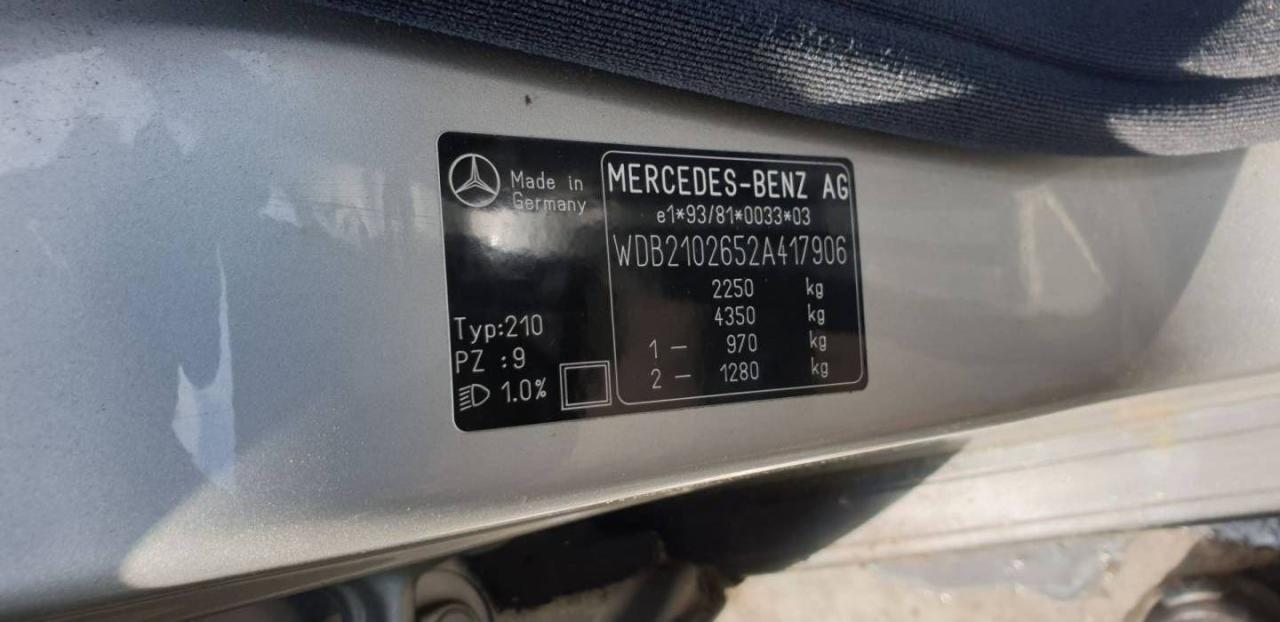 Made in
Germany
MERCEDES-BENZ AG
e1*93/81*0033*03
WDB2102652A417906
2250 kg
4350 kg
1 – 970 kg
2 – 1280 kg
Typ:210
PZ :9
1.0%